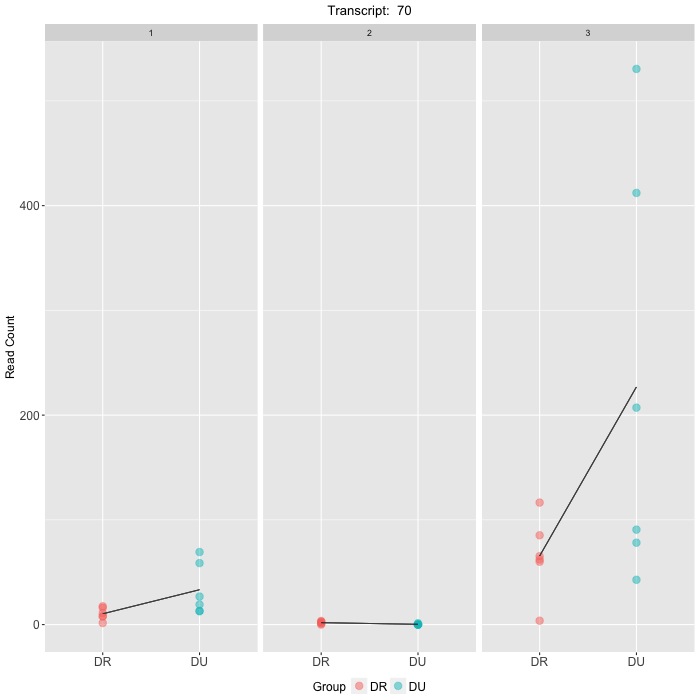 Transcript: 70
1 2 3
400
200
0
Read Count
DR DU DR DU DR DU
Group DR DU